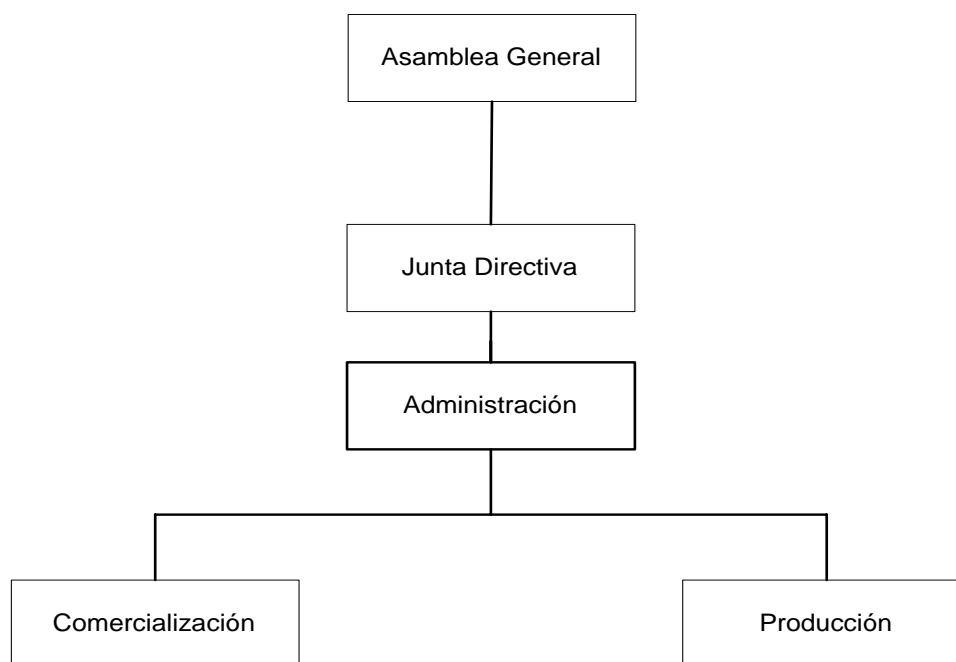 Asamblea General
Junta Directiva
Administración
Comercialización
Producción